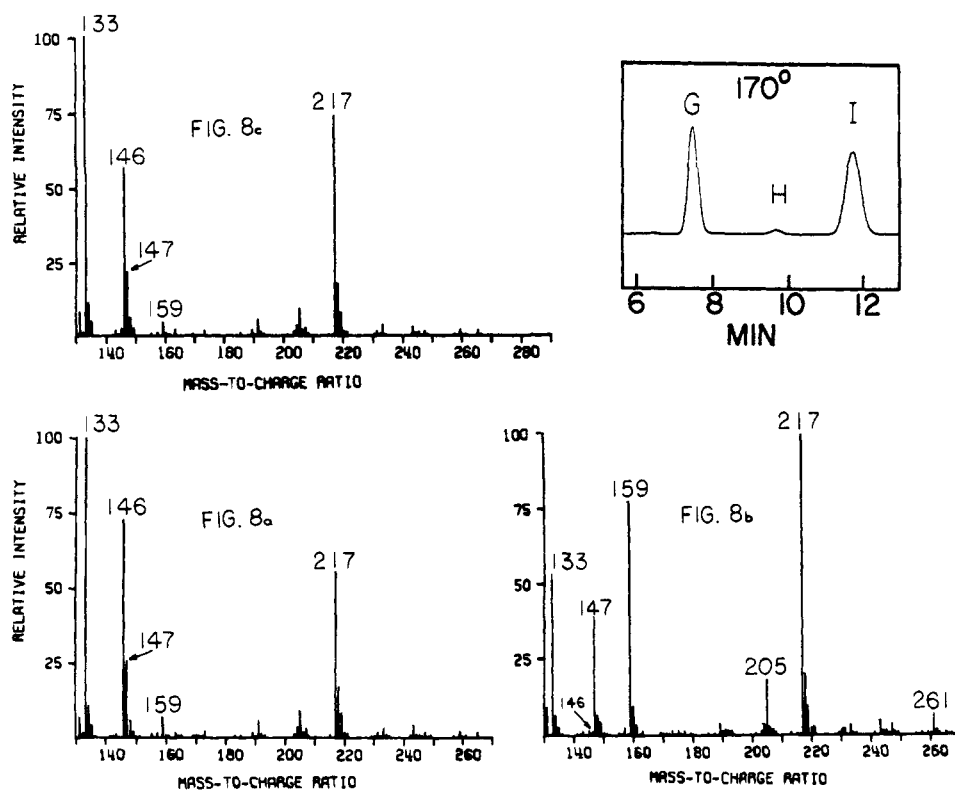 133
100
75
50
25
RELATIVE INTENSITY
FIG. 8c
146
147
159
217
140 160 180 200 220 240 260 280
MASS-TO-CHARGE RATIO
170°
G
H
I
6 8 10 12
MIN
133
100
75
50
25
RELATIVE INTENSITY
FIG. 8a
146
147
159
217
140 160 180 200 220 240 260
MASS-TO-CHARGE RATIO
217
100
75
50
25
159
FIG. 8b
133
147
146
205
261
140 160 180 200 220 240 260
MASS-TO-CHARGE RATIO